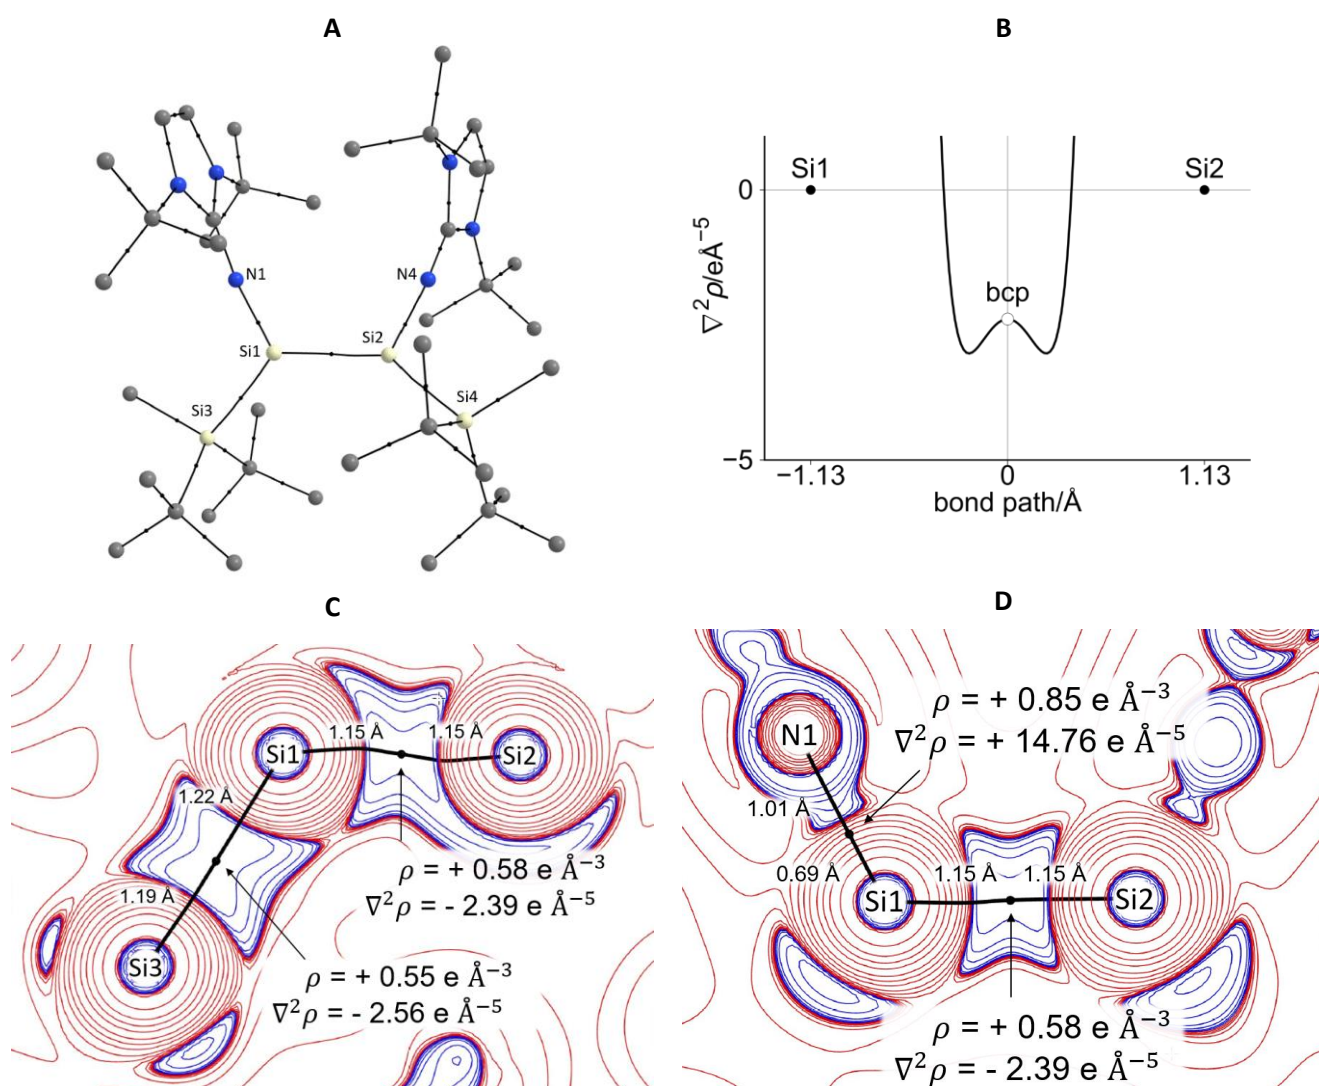 A
N1
N4
Si1
Si2
Si3
Si4
B
Si1
Si2
0
bcp
∇²ρ/eÅ⁻⁵
−5
−1.13
0
1.13
bond path/Å
C
Si1
1.15 Å
1.15 Å
Si2
1.22 Å
1.19 Å
Si3
ρ = + 0.58 e Å⁻³
∇²ρ = - 2.39 e Å⁻⁵
ρ = + 0.55 e Å⁻³
∇²ρ = - 2.56 e Å⁻⁵
D
N1
ρ = + 0.85 e Å⁻³
∇²ρ = + 14.76 e Å⁻⁵
1.01 Å
0.69 Å
1.15 Å
1.15 Å
Si1
Si2
ρ = + 0.58 e Å⁻³
∇²ρ = - 2.39 e Å⁻⁵